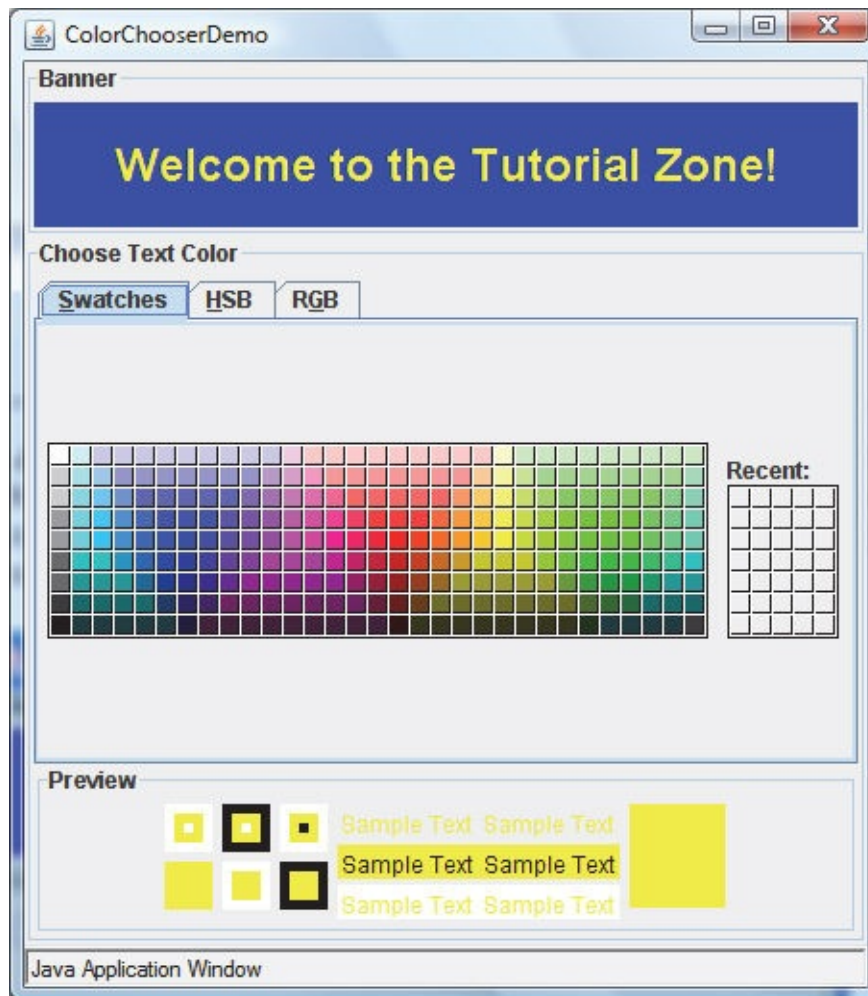 ColorChooserDemo
Banner
Welcome to the Tutorial Zone!
Choose Text Color
Swatches HSB RGB
Recent:
Preview
Sample Text Sample Text
Sample Text Sample Text
Sample Text Sample Text
Java Application Window